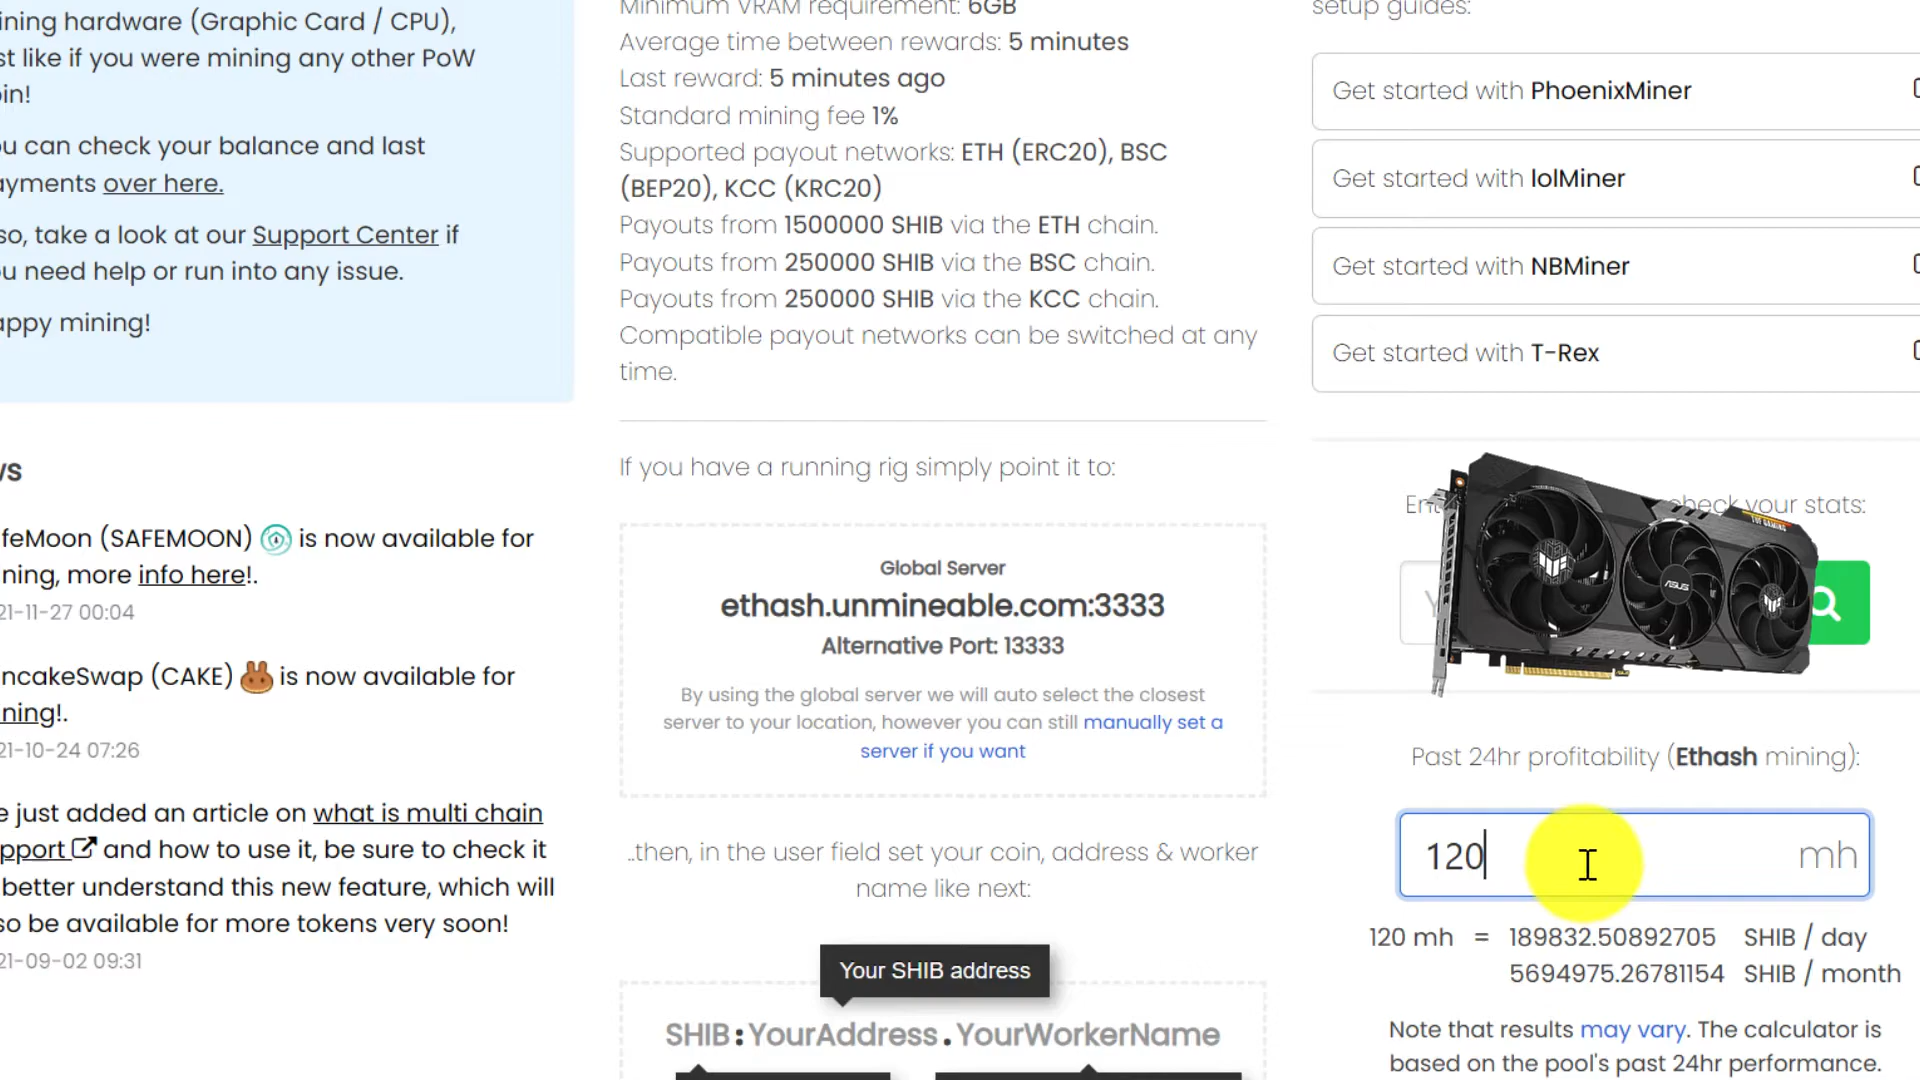 ining hardware (Graphic Card / CPU),
st like if you were mining any other PoW
in!
ou can check your balance and last
ayments over here.
so, take a look at our Support Center if
ou need help or run into any issue.
appy mining!
ws
feMoon (SAFEMOON) is now available for
ning, more info here!.
21-11-27 00:04
ncakeSwap (CAKE) is now available for
ning!.
21-10-24 07:26
e just added an article on what is multi chain
pport and how to use it, be sure to check it
better understand this new feature, which will
so be available for more tokens very soon!
21-09-02 09:31
Minimum VRAM requirement: 6GB
Average time between rewards: 5 minutes
Last reward: 5 minutes ago
Standard mining fee 1%
Supported payout networks: ETH (ERC20), BSC
(BEP20), KCC (KRC20)
Payouts from 1500000 SHIB via the ETH chain.
Payouts from 250000 SHIB via the BSC chain.
Payouts from 250000 SHIB via the KCC chain.
Compatible payout networks can be switched at any
time.
If you have a running rig simply point it to:
Global Server
ethash.unmineable.com:3333
Alternative Port: 13333
By using the global server we will auto select the closest
server to your location, however you can still manually set a
server if you want
..then, in the user field set your coin, address & worker
name like next:
Your SHIB address
SHIB:YourAddress.YourWorkerName
setup guides:
Get started with PhoenixMiner
Get started with lolMiner
Get started with NBMiner
Get started with T-Rex
check your stats:
ASUS
Past 24hr profitability (Ethash mining):
120 mh
120 mh = 189832.50892705 SHIB / day
5694975.26781154 SHIB / month
Note that results may vary. The calculator is
based on the pool's past 24hr performance.